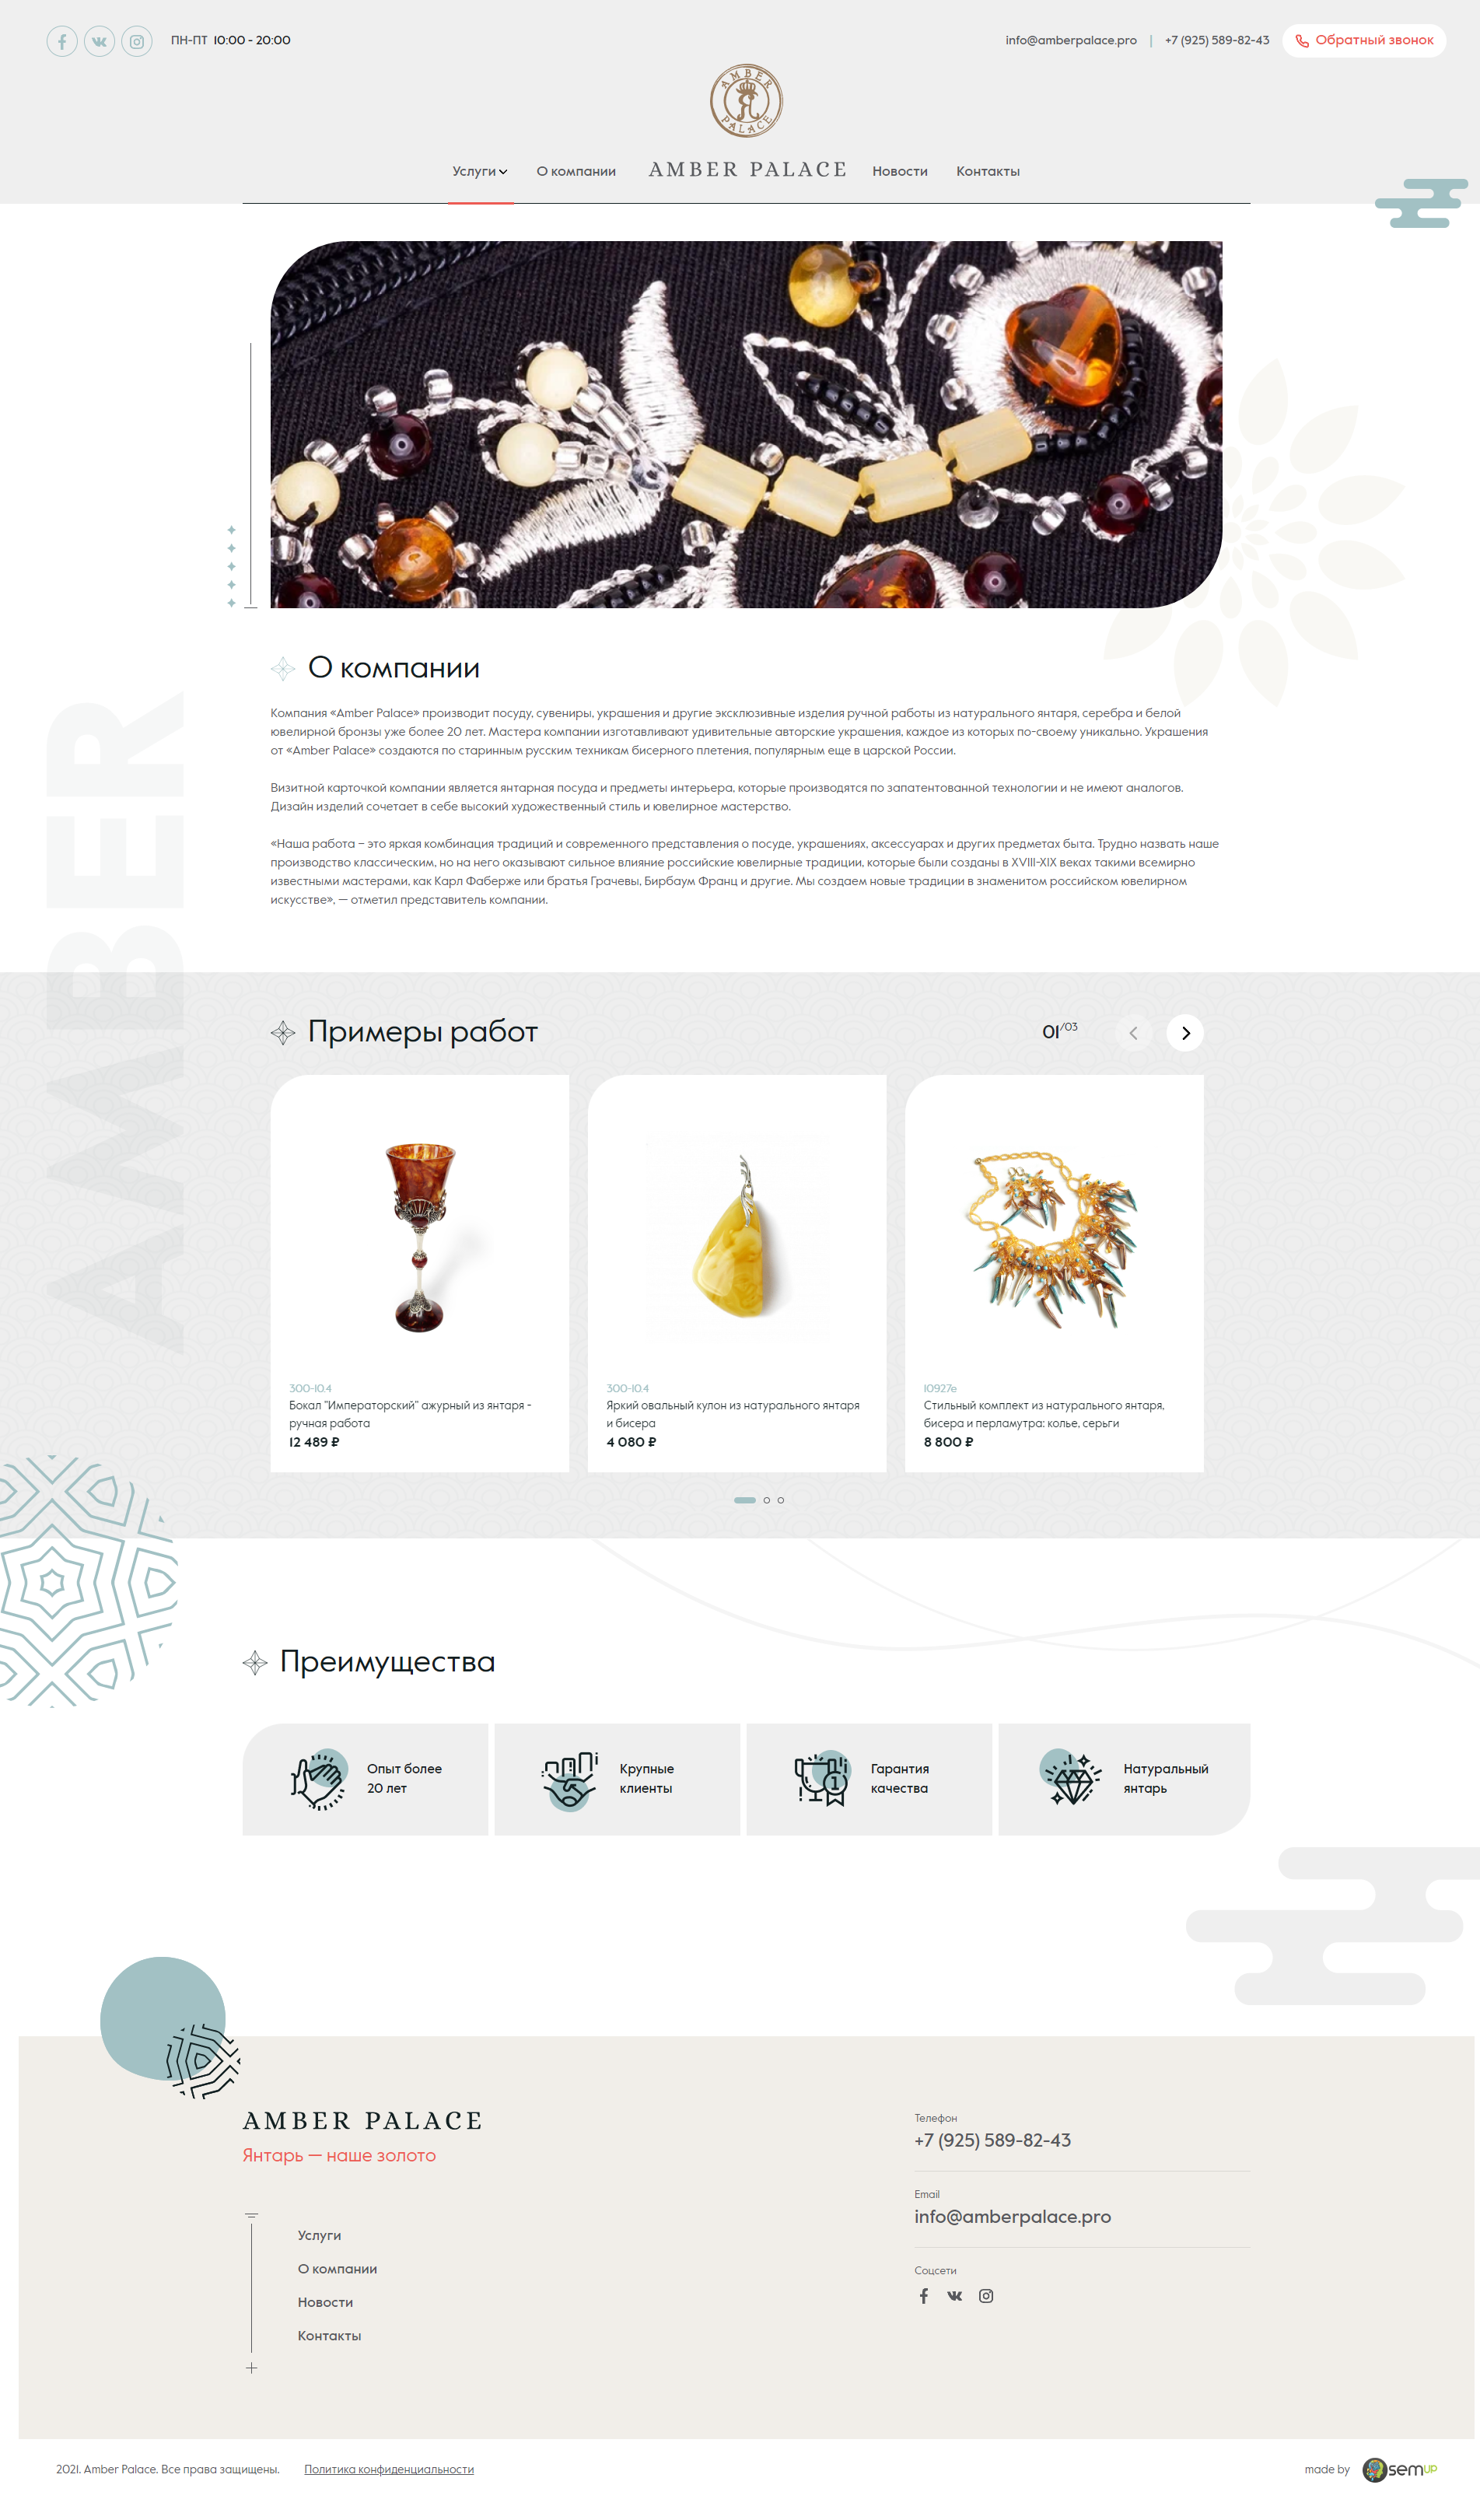 ПН-ПТ 10:00 - 20:00
info@amberpalace.pro | +7 (925) 589-82-43 Обратный звонок
AMBER PALACE
Услуги О компании AMBER PALACE Новости Контакты
AMBER
О компании
Компания «Amber Palace» производит посуду, сувениры, украшения и другие эксклюзивные изделия ручной работы из натурального янтаря, серебра и белой
ювелирной бронзы уже более 20 лет. Мастера компании изготавливают удивительные авторские украшения, каждое из которых по-своему уникально. Украшения
от «Amber Palace» создаются по старинным русским техникам бисерного плетения, популярным еще в царской России.
Визитной карточкой компании является янтарная посуда и предметы интерьера, которые производятся по запатентованной технологии и не имеют аналогов.
Дизайн изделий сочетает в себе высокий художественный стиль и ювелирное мастерство.
«Наша работа – это яркая комбинация традиций и современного представления о посуде, украшениях, аксессуарах и других предметах быта. Трудно назвать наше
производство классическим, но на него оказывают сильное влияние российские ювелирные традиции, которые были созданы в XVIII-XIX веках такими всемирно
известными мастерами, как Карл Фаберже или братья Грачевы, Бирбаум Франц и другие. Мы создаем новые традиции в знаменитом российском ювелирном
искусстве», — отметил представитель компании.
Примеры работ
01/03
300-10.4
Бокал "Императорский" ажурный из янтаря -
ручная работа
12 489 ₽
300-10.4
Яркий овальный кулон из натурального янтаря
и бисера
4 080 ₽
10927е
Стильный комплект из натурального янтаря,
бисера и перламутра: колье, серьги
8 800 ₽
Преимущества
Опыт более
20 лет
Крупные
клиенты
1
Гарантия
качества
Натуральный
янтарь
AMBER PALACE
Янтарь — наше золото
Услуги
О компании
Новости
Контакты
Телефон
+7 (925) 589-82-43
Email
info@amberpalace.pro
Соцсети
2021. Amber Palace. Все права защищены. Политика конфиденциальности
made by semUP